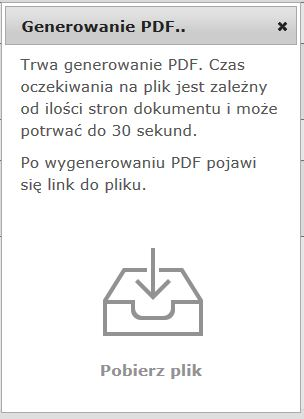 Generowanie PDF..
Trwa generowanie PDF. Czas
oczekiwania na plik jest zależny
od ilości stron dokumentu i może
potrwać do 30 sekund.
Po wygenerowaniu PDF pojawi
się link do pliku.
Pobierz plik